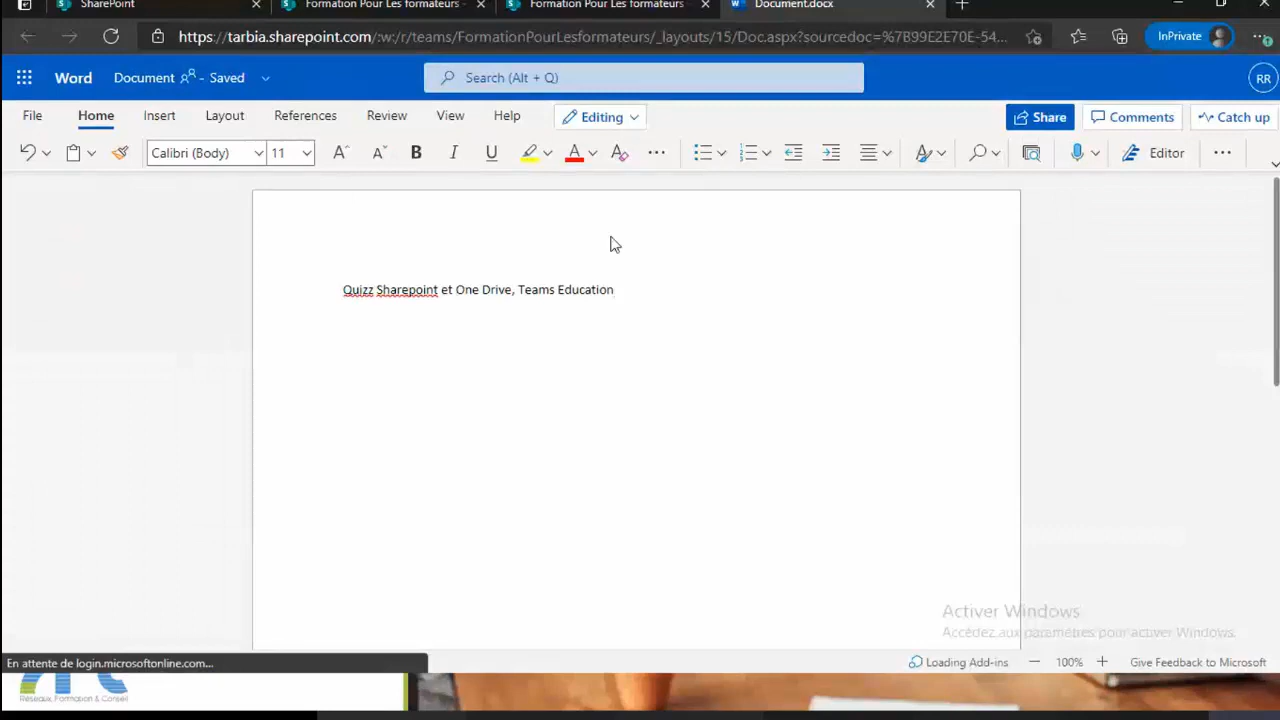 SharePoint
Formation Pour Les formateurs -
Formation Pour Les formateurs
Document.docx
https://tarbia.sharepoint.com/:w:/r/teams/FormationPourLesformateurs/_layouts/15/Doc.aspx?sourcedoc=%7B99E2E70E-54...
InPrivate
Word
Document - Saved
Search (Alt + Q)
RR
File Home Insert Layout References Review View Help Editing Share Comments Catch up
Calibri (Body) 11 B I U A Editor
Quizz Sharepoint et One Drive, Teams Education
Activer Windows
Accédez aux paramètres pour activer Windows.
En attente de login.microsoftonline.com...
Loading Add-ins 100% Give Feedback to Microsoft
Réseaux, Formation & Conseil